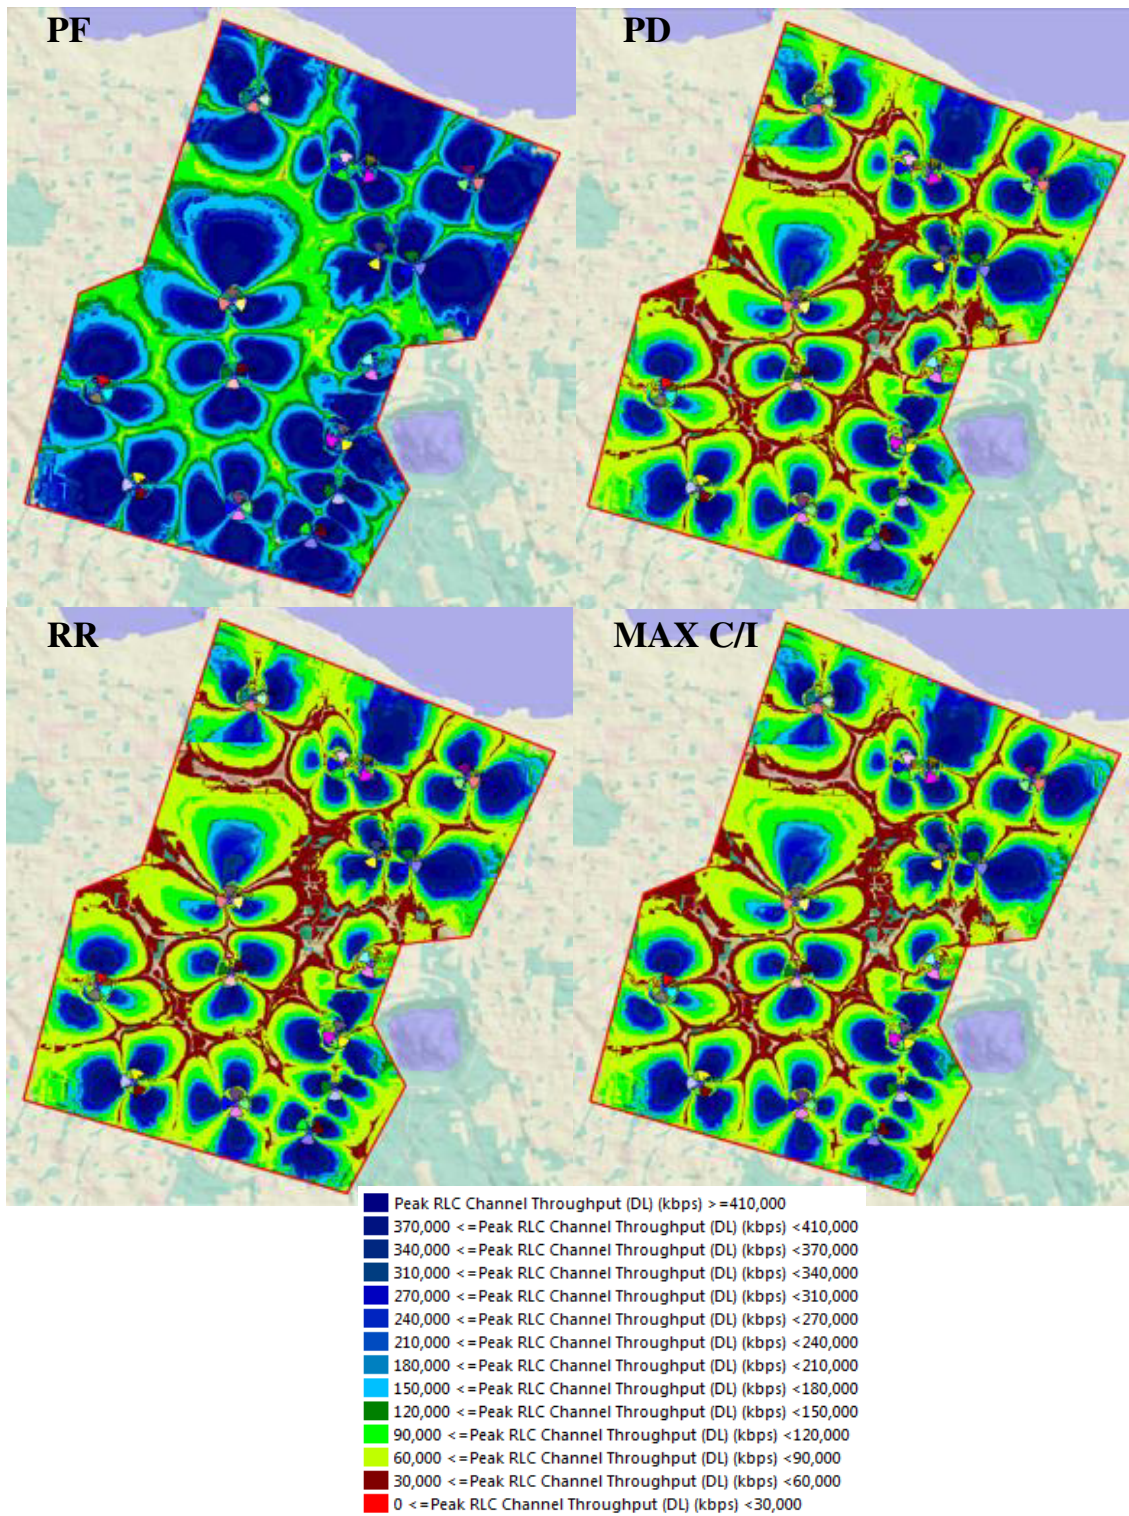 PF
PD
RR
MAX C/I
Peak RLC Channel Throughput (DL) (kbps) >=410,000
370,000 <=Peak RLC Channel Throughput (DL) (kbps) <410,000
340,000 <=Peak RLC Channel Throughput (DL) (kbps) <370,000
310,000 <=Peak RLC Channel Throughput (DL) (kbps) <340,000
270,000 <=Peak RLC Channel Throughput (DL) (kbps) <310,000
240,000 <=Peak RLC Channel Throughput (DL) (kbps) <270,000
210,000 <=Peak RLC Channel Throughput (DL) (kbps) <240,000
180,000 <=Peak RLC Channel Throughput (DL) (kbps) <210,000
150,000 <=Peak RLC Channel Throughput (DL) (kbps) <180,000
120,000 <=Peak RLC Channel Throughput (DL) (kbps) <150,000
90,000 <=Peak RLC Channel Throughput (DL) (kbps) <120,000
60,000 <=Peak RLC Channel Throughput (DL) (kbps) <90,000
30,000 <=Peak RLC Channel Throughput (DL) (kbps) <60,000
0 <=Peak RLC Channel Throughput (DL) (kbps) <30,000